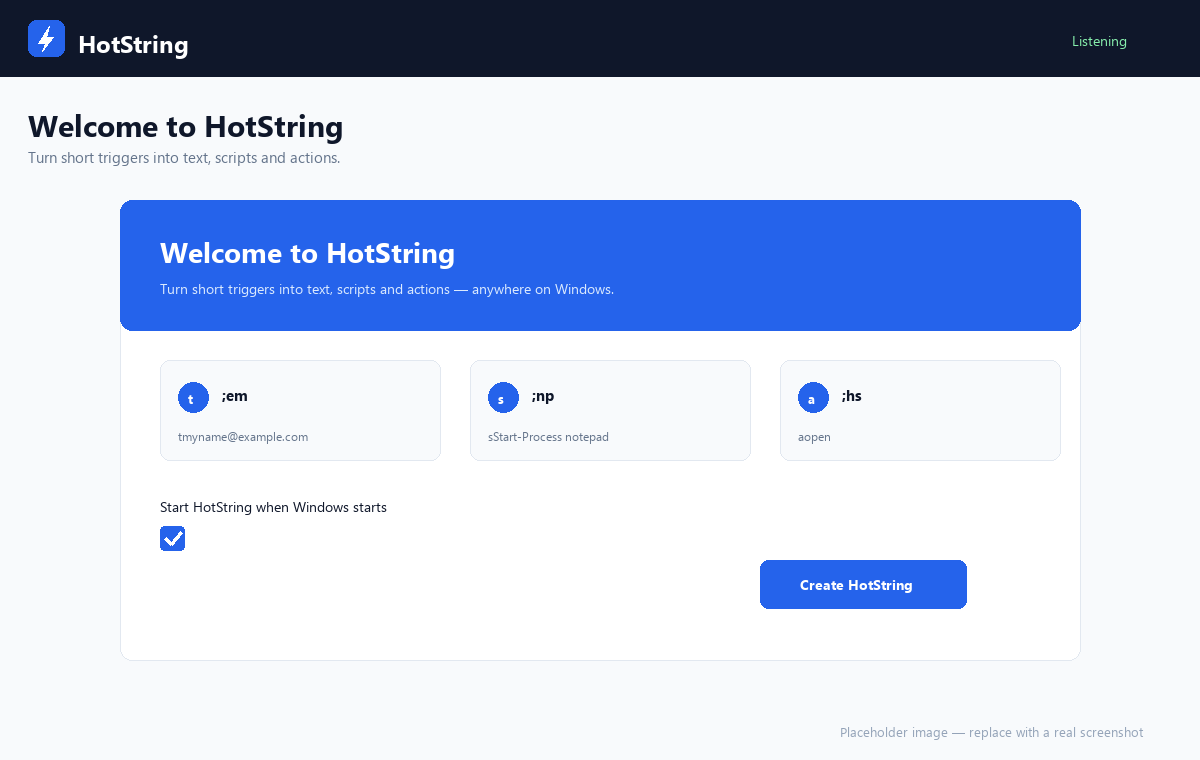 HotString
Listening
Welcome to HotString
Turn short triggers into text, scripts and actions.
Welcome to HotString
Turn short triggers into text, scripts and actions — anywhere on Windows.
t ;em
tmyname@example.com
s ;np
sStart-Process notepad
a ;hs
aopen
Start HotString when Windows starts
Create HotString
Placeholder image — replace with a real screenshot